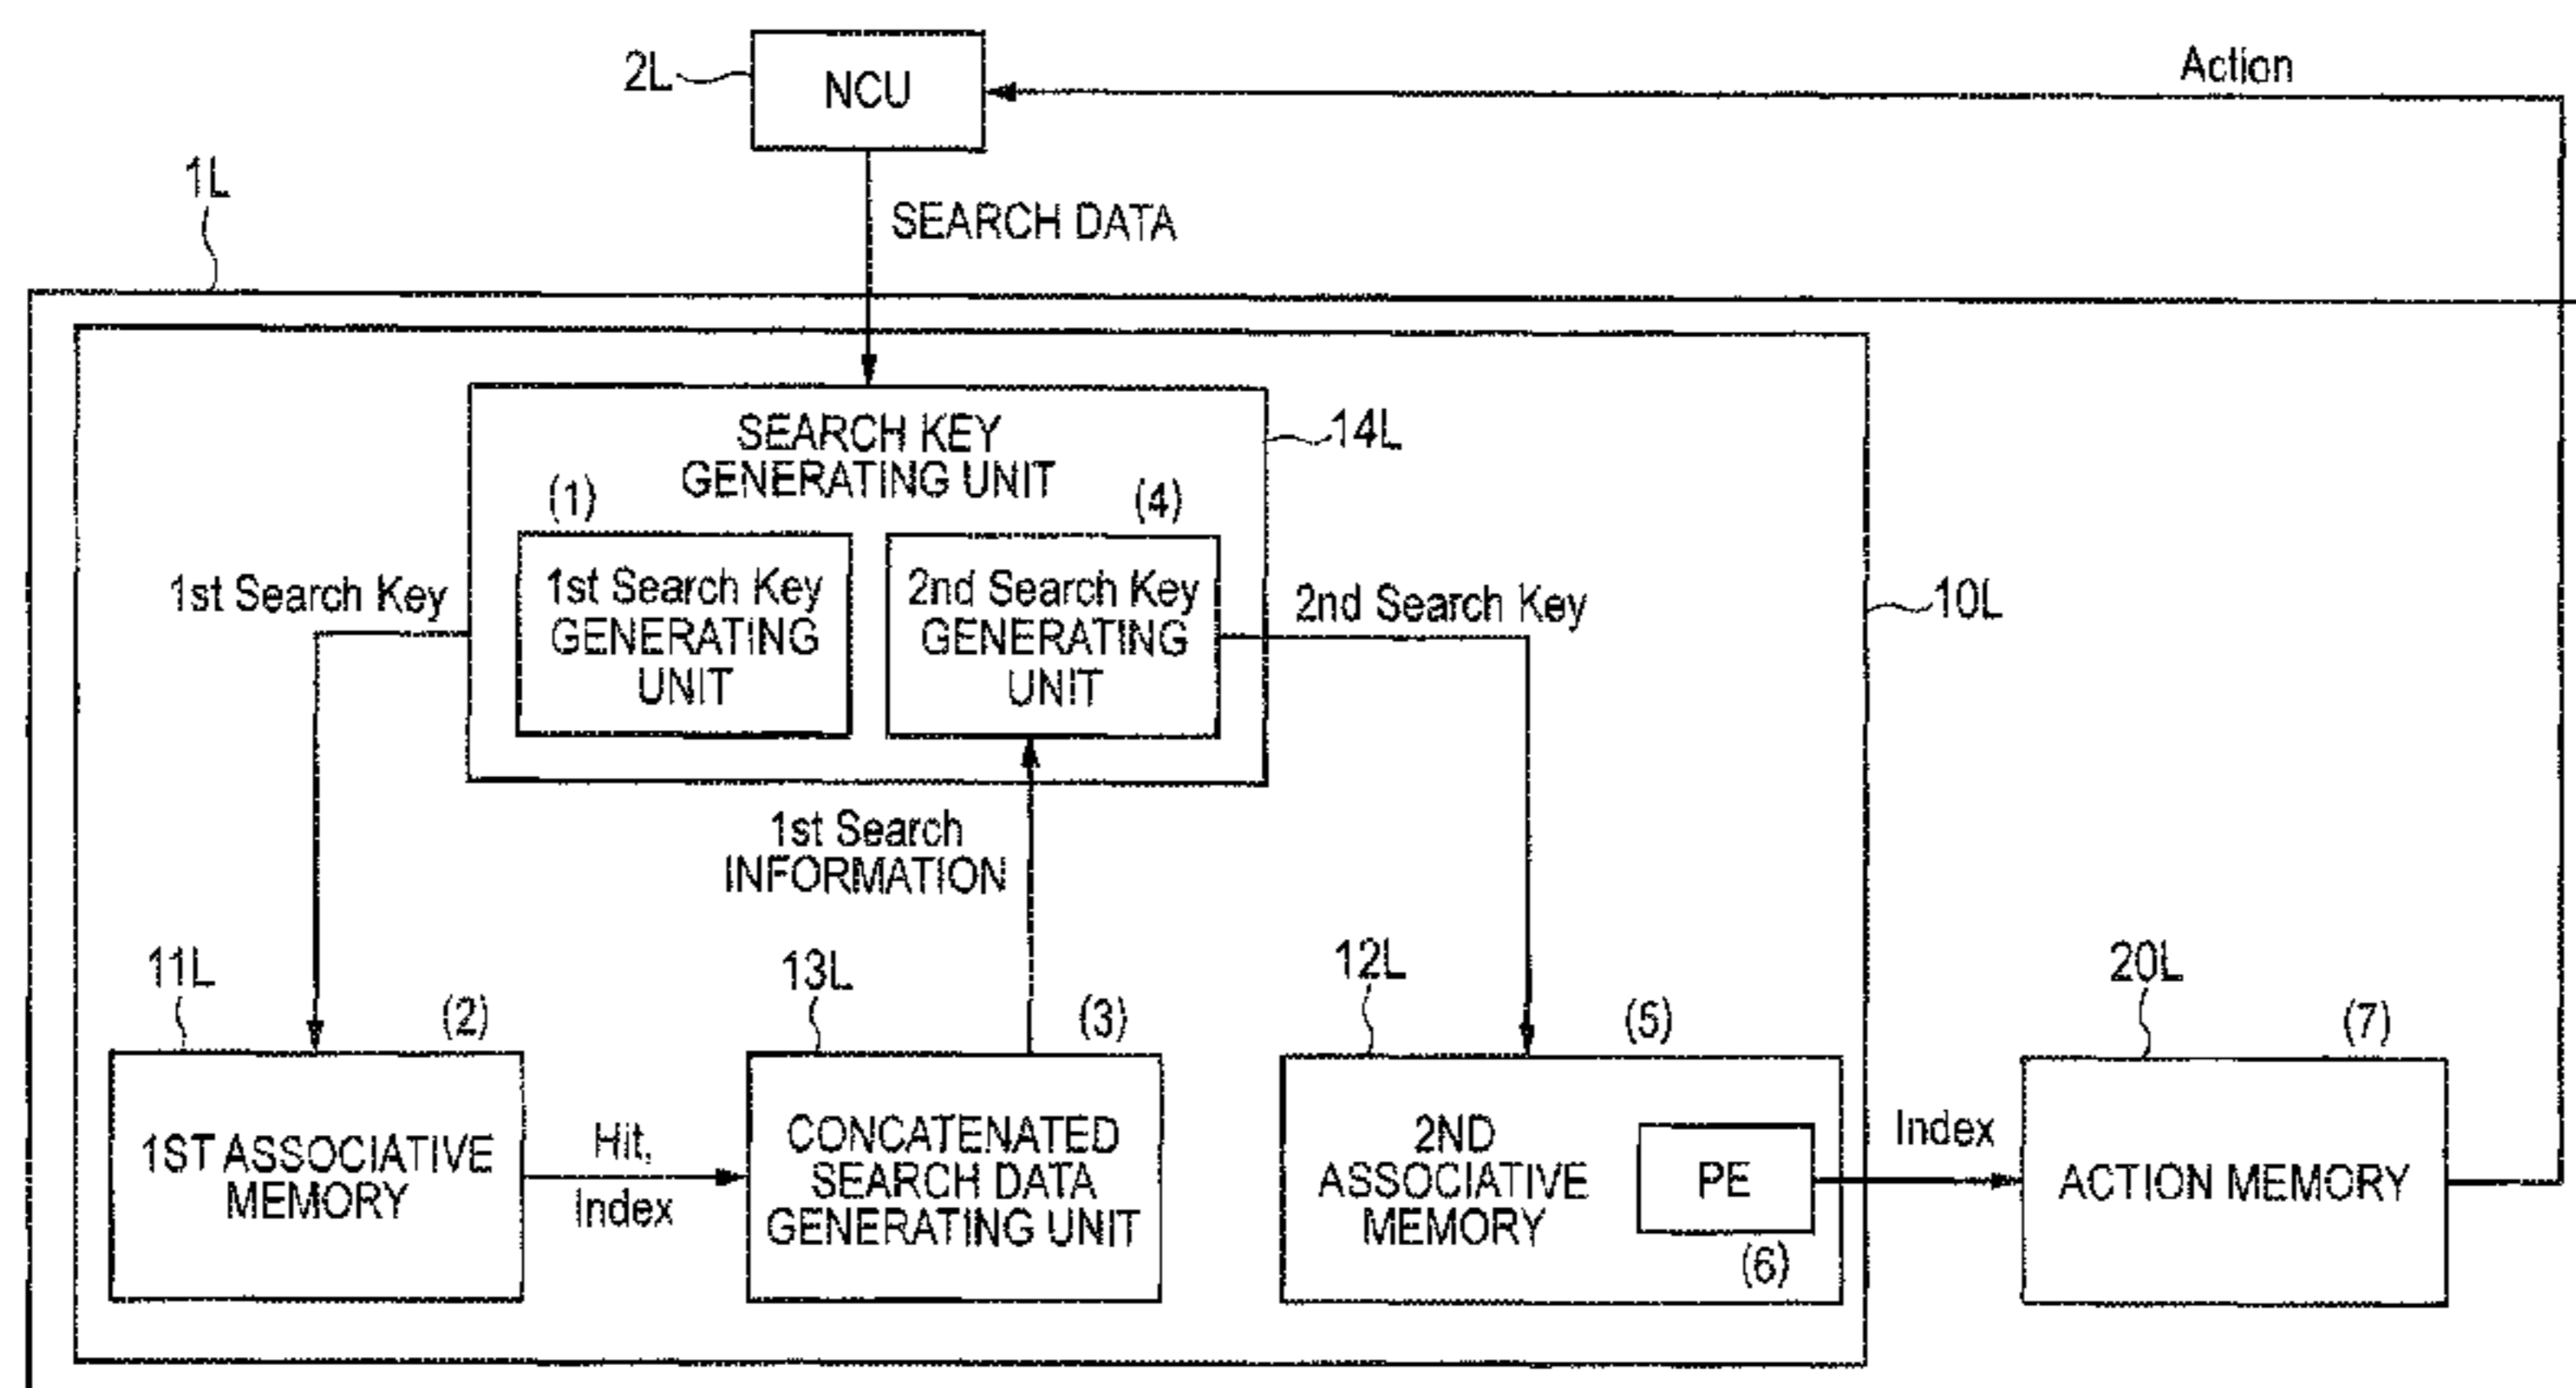 2L
NCU
Action
1L
SEARCH DATA
SEARCH KEY
GENERATING UNIT
14L
(1)
(4)
1st Search Key
1st Search Key
GENERATING
UNIT
2nd Search Key
GENERATING
UNIT
2nd Search Key
10L
1st Search
INFORMATION
11L
(2)
13L
(3)
12L
(5)
20L
(7)
1ST ASSOCIATIVE
MEMORY
Hit,
Index
CONCATENATED
SEARCH DATA
GENERATING UNIT
2ND
ASSOCIATIVE
MEMORY
PE
(6)
Index
ACTION MEMORY